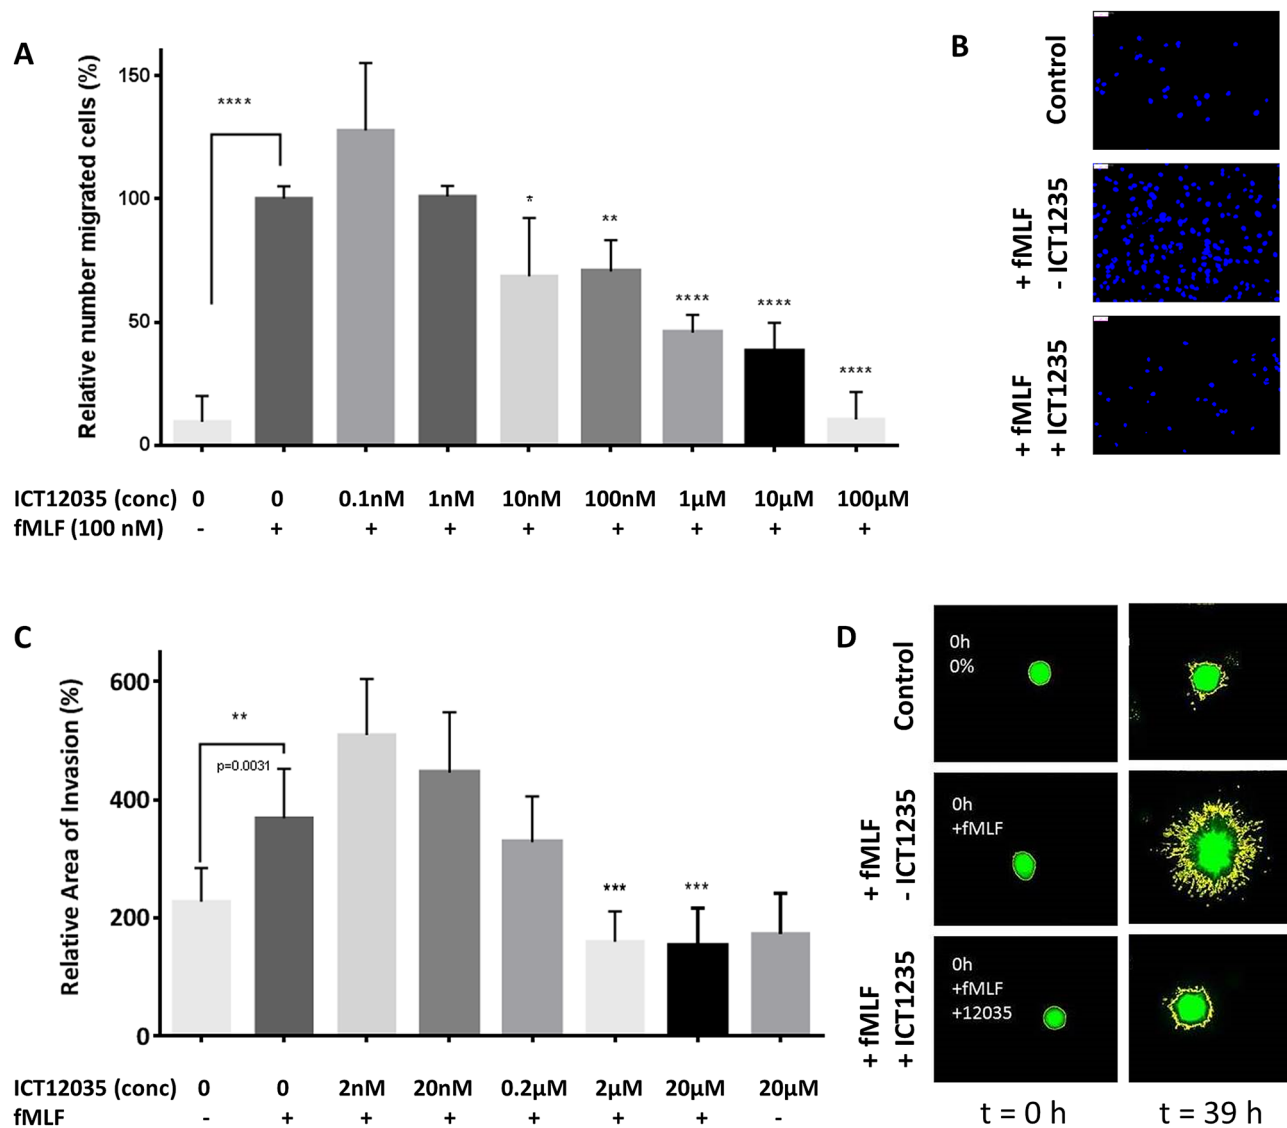 A
Relative number migrated cells (%)
150
100
50
0
****
*
**
****
****
****
ICT12035 (conc) 0 0 0.1nM 1nM 10nM 100nM 1µM 10µM 100µM
fMLF (100 nM) - + + + + + + + +
B
Control
+ fMLF
- ICT1235
+ fMLF
+ ICT1235
C
Relative Area of Invasion (%)
600
400
200
0
**
p=0.0031
***
***
ICT12035 (conc) 0 0 2nM 20nM 0.2µM 2µM 20µM 20µM
fMLF - + + + + + + -
D
Control
0h
0%
+ fMLF
- ICT1235
0h
+fMLF
+ fMLF
+ ICT1235
0h
+fMLF
+12035
t = 0 h t = 39 h